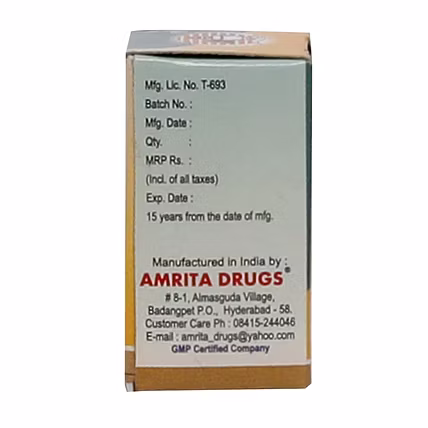 Mfg. Lic. No. T-693
Batch No. :
Mfg. Date :
Qty. :
MRP Rs. :
(Incl. of all taxes)
Exp. Date :
15 years from the date of mfg.
Manufactured in India by :
AMRITA DRUGS®
# 8-1, Almasguda Village,
Badangpet P.O., Hyderabad - 58.
Customer Care Ph : 08415-244046
E-mail : amrita_drugs@yahoo.com
GMP Certified Company